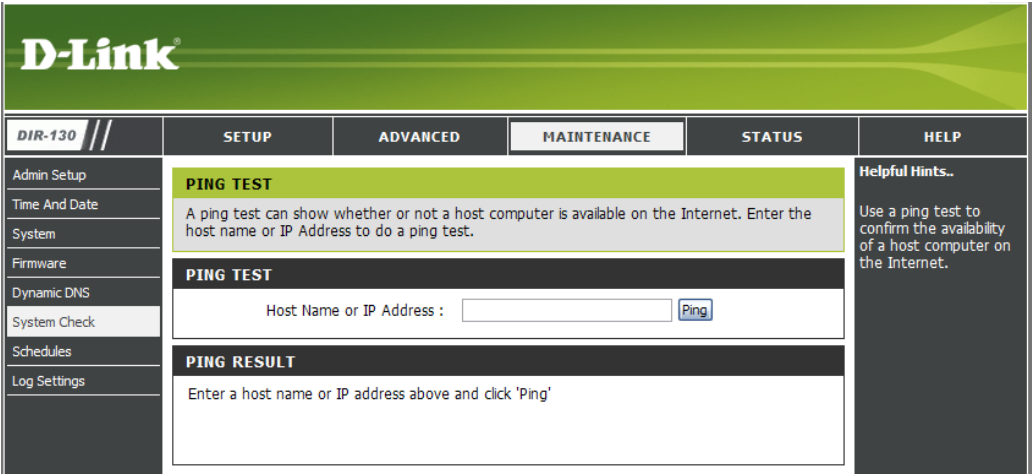 D-Link®
DIR-130
SETUP
ADVANCED
MAINTENANCE
STATUS
HELP
Admin Setup
Time And Date
System
Firmware
Dynamic DNS
System Check
Schedules
Log Settings
PING TEST
A ping test can show whether or not a host computer is available on the Internet. Enter the
host name or IP Address to do a ping test.
PING TEST
Host Name or IP Address :
Ping
PING RESULT
Enter a host name or IP address above and click 'Ping'
Helpful Hints..
Use a ping test to
confirm the availability
of a host computer on
the Internet.